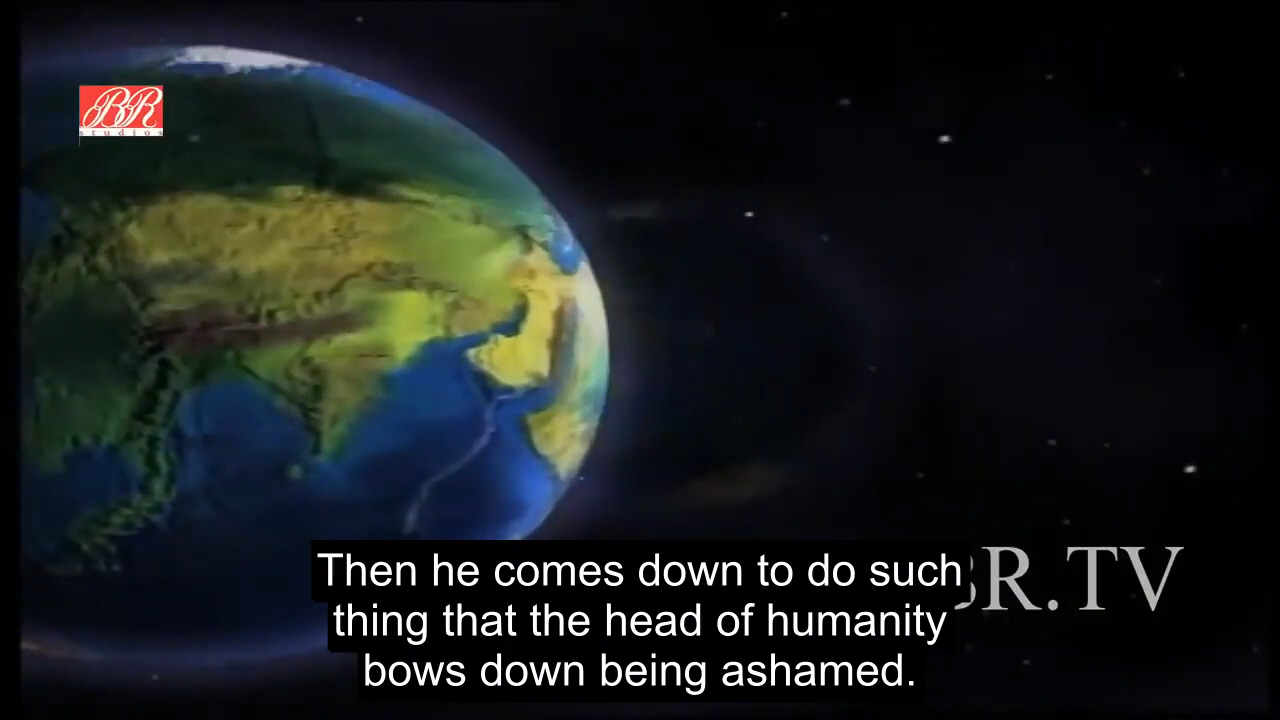 BR
studios
BR.TV
Then he comes down to do such
thing that the head of humanity
bows down being ashamed.